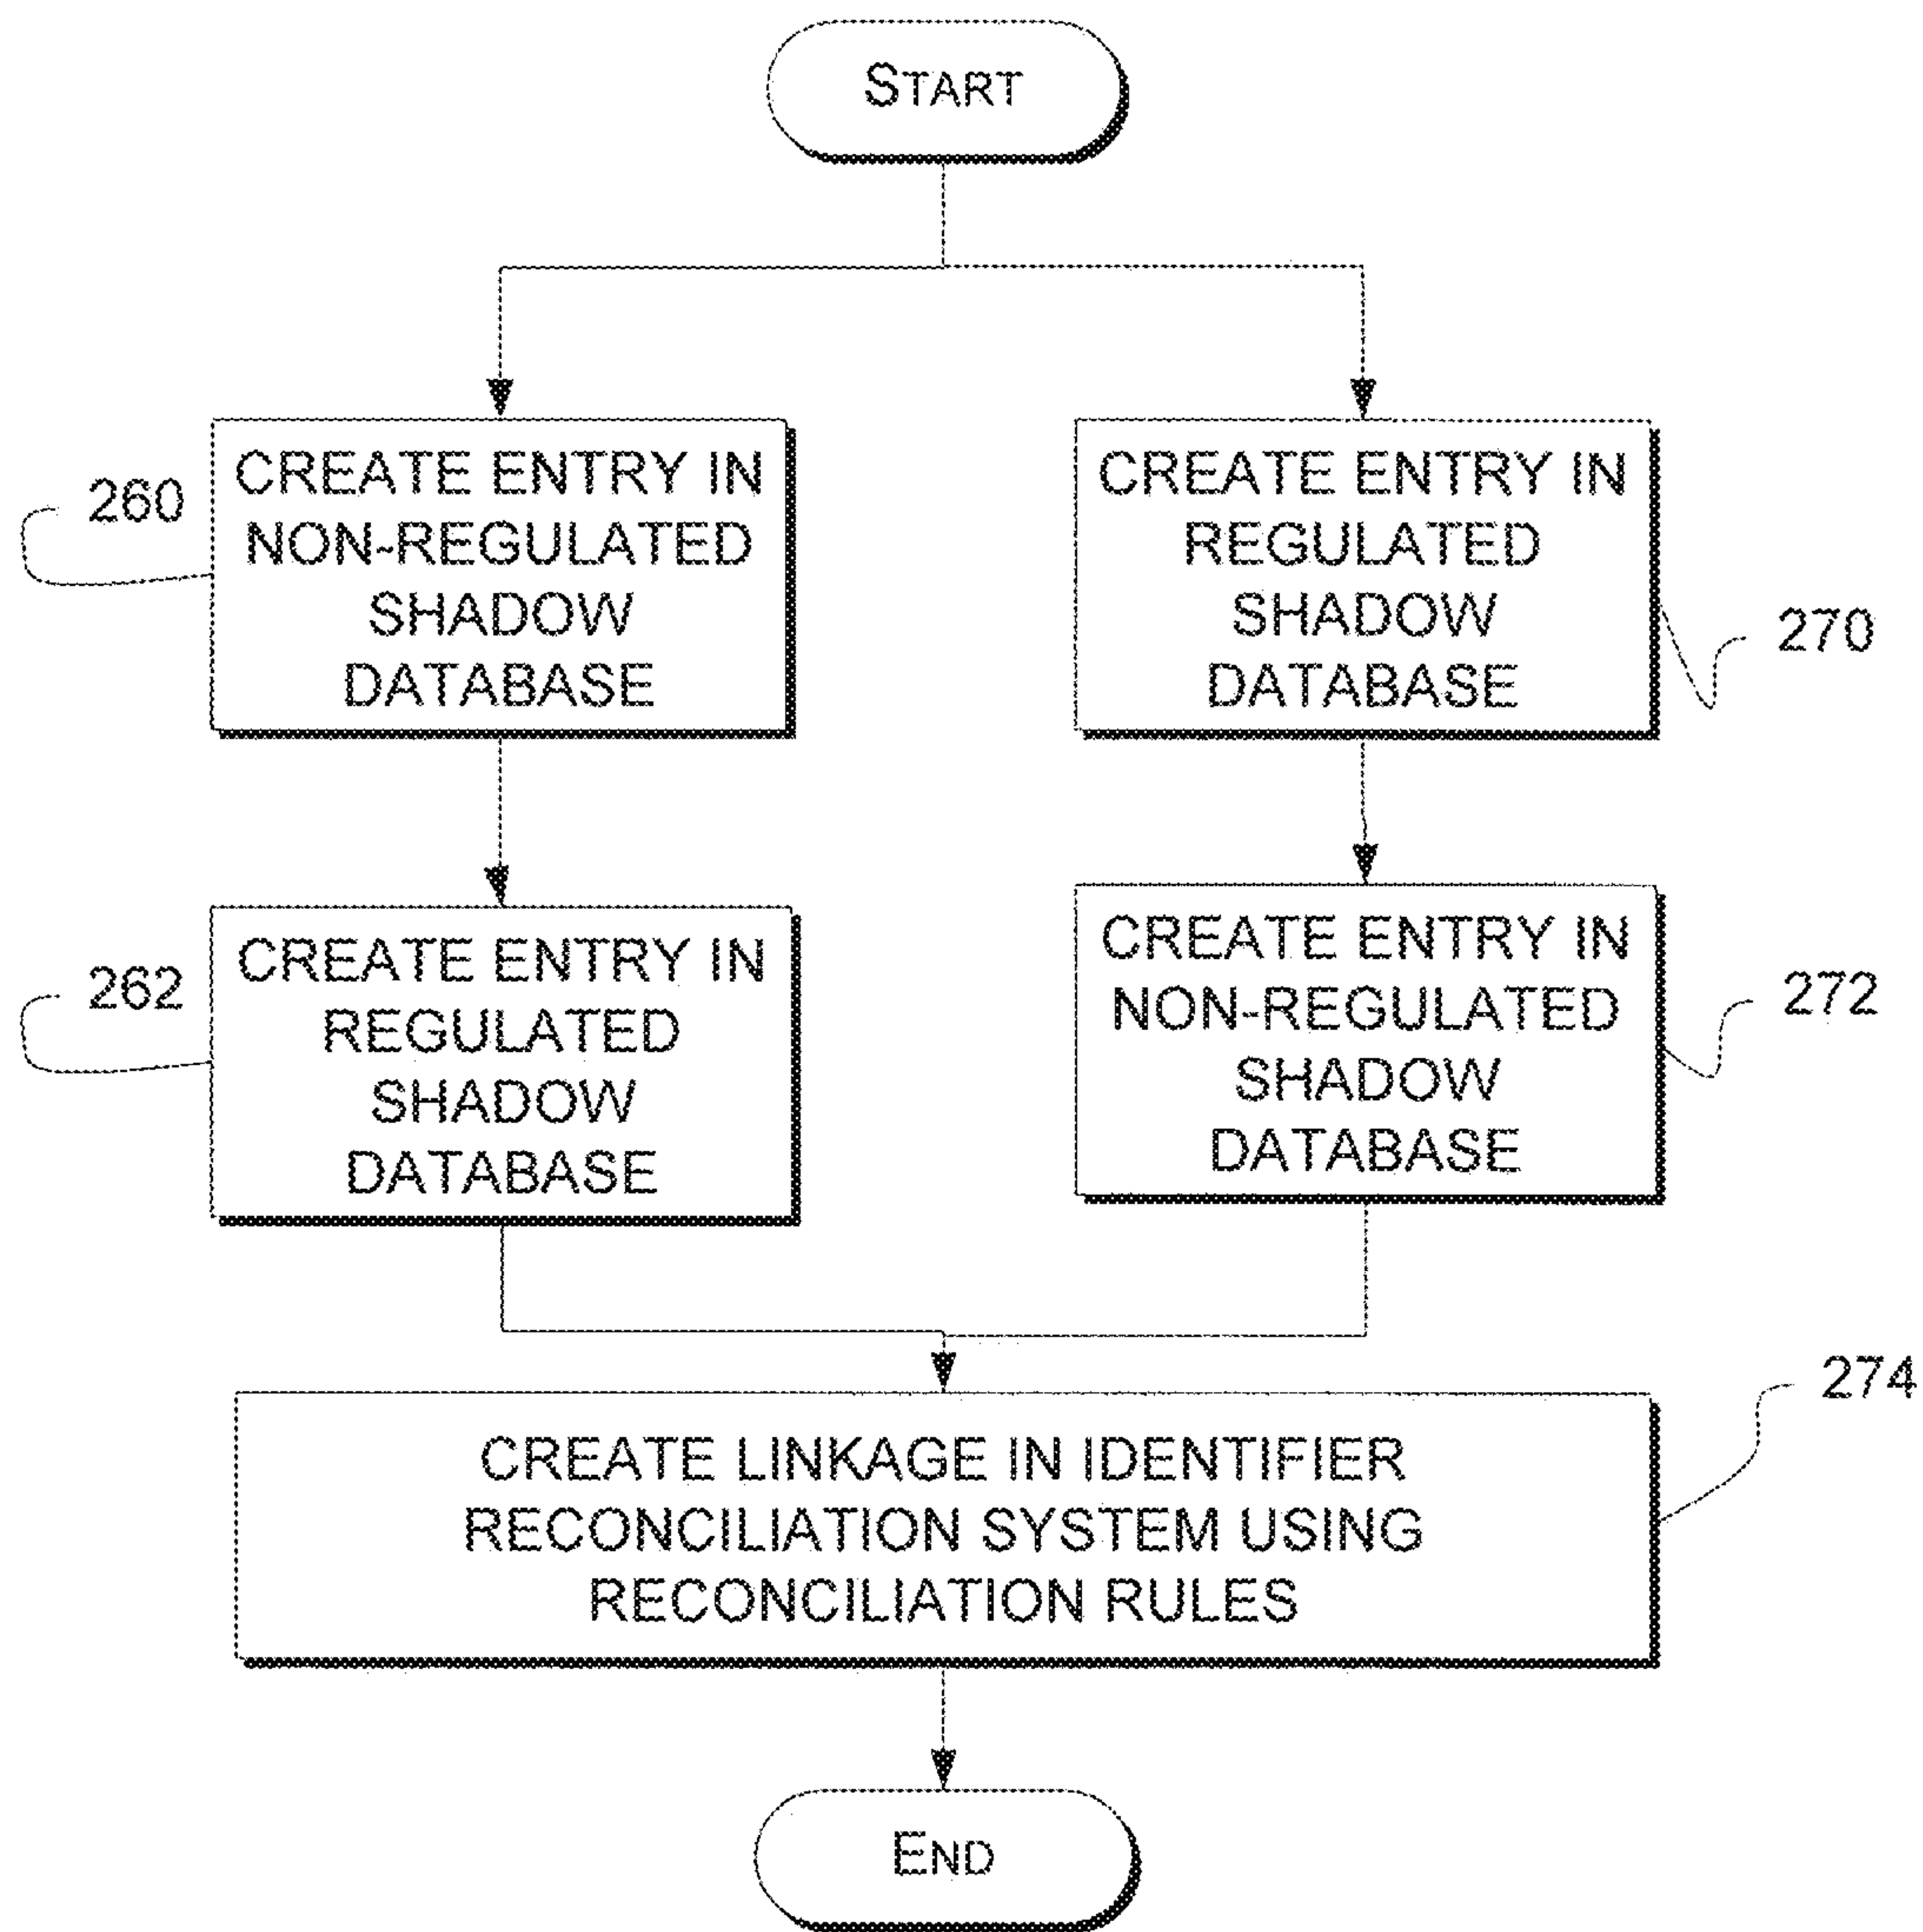 START
CREATE ENTRY IN
NON-REGULATED
SHADOW
DATABASE
260
CREATE ENTRY IN
REGULATED
SHADOW
DATABASE
270
CREATE ENTRY IN
REGULATED
SHADOW
DATABASE
262
CREATE ENTRY IN
NON-REGULATED
SHADOW
DATABASE
272
CREATE LINKAGE IN IDENTIFIER
RECONCILIATION SYSTEM USING
RECONCILIATION RULES
274
END